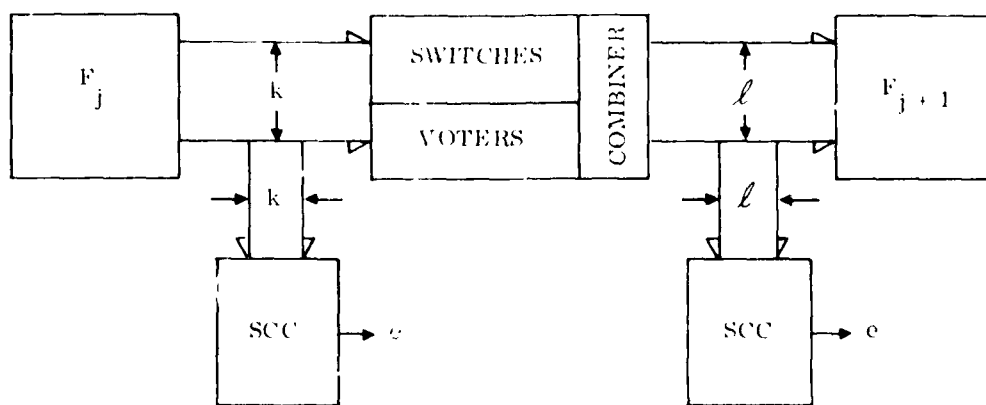 F j
k
SWITCHES
VOTERS
COMBINER
ℓ
F j + 1
k
ℓ
SCC
e
SCC
e